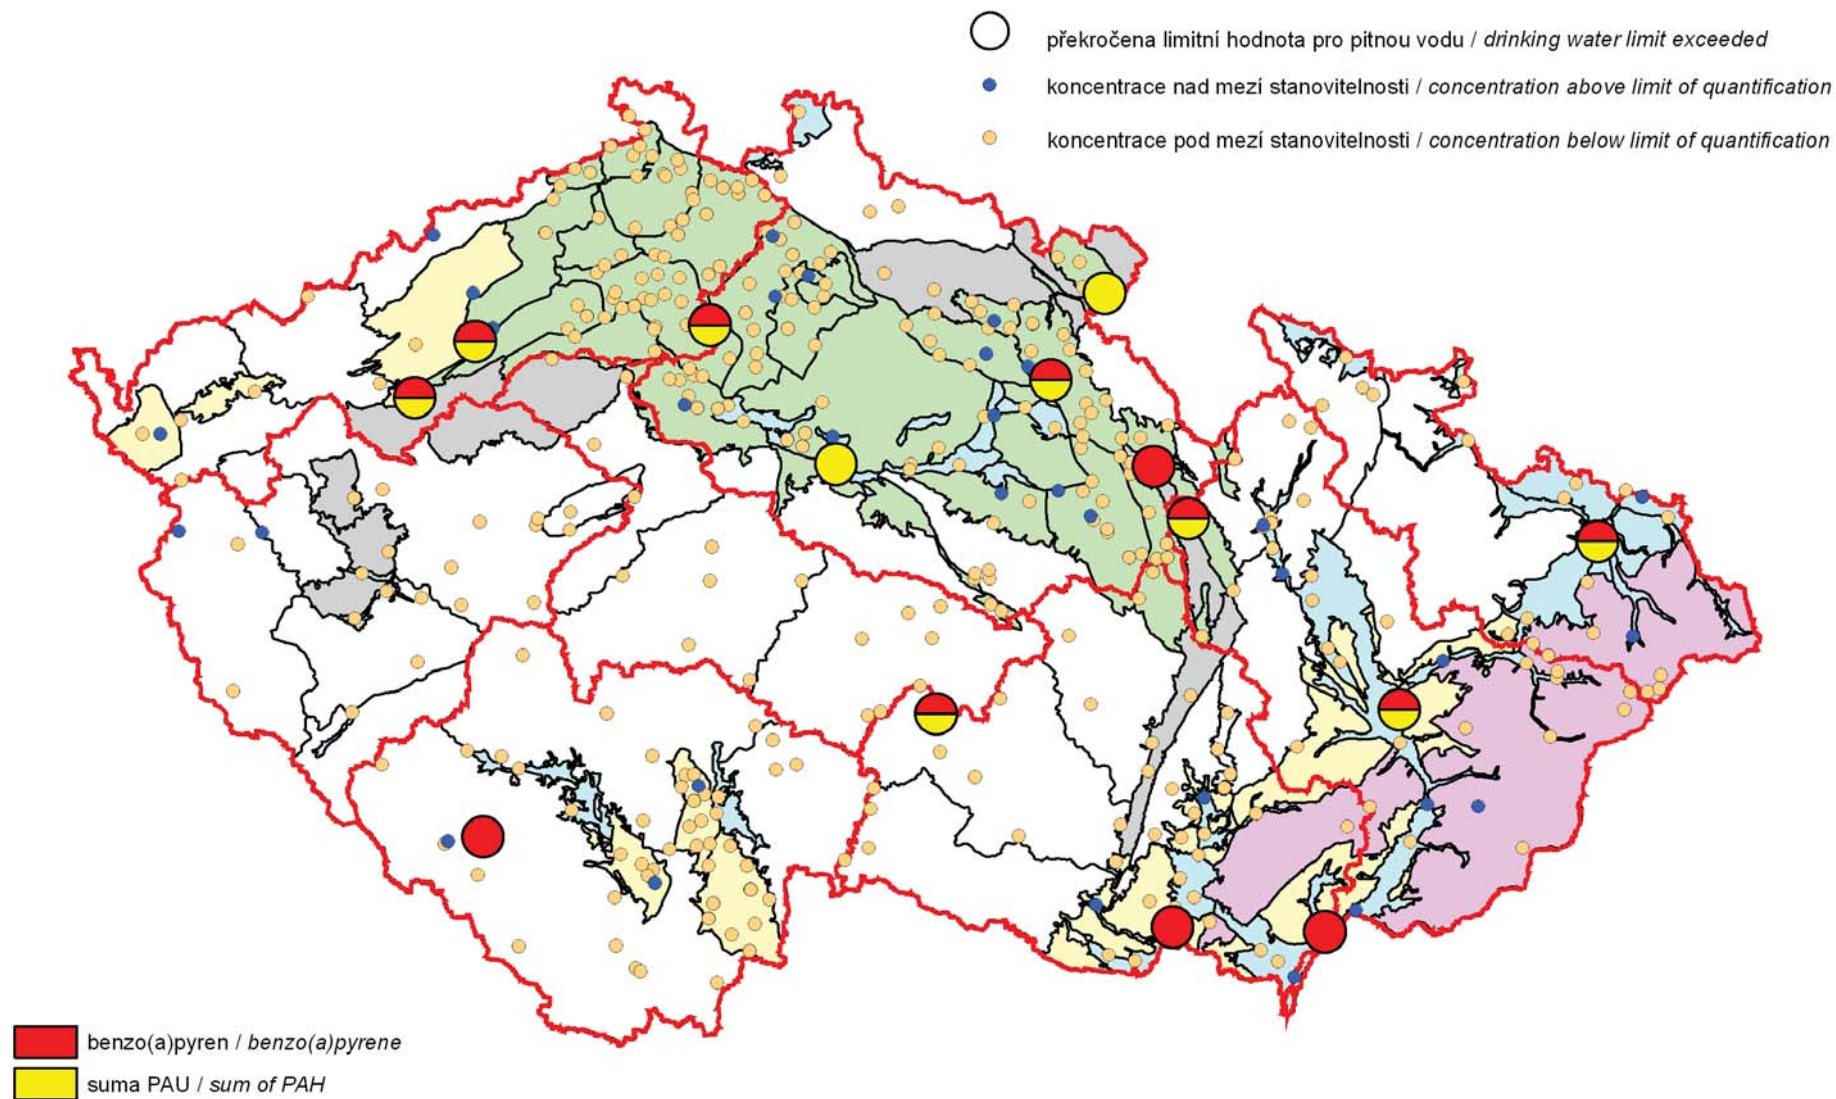 překročena limitní hodnota pro pitnou vodu / drinking water limit exceeded
koncentrace nad mezí stanovitelnosti / concentration above limit of quantification
koncentrace pod mezí stanovitelnosti / concentration below limit of quantification
benzo(a)pyren / benzo(a)pyrene
suma PAU / sum of PAH